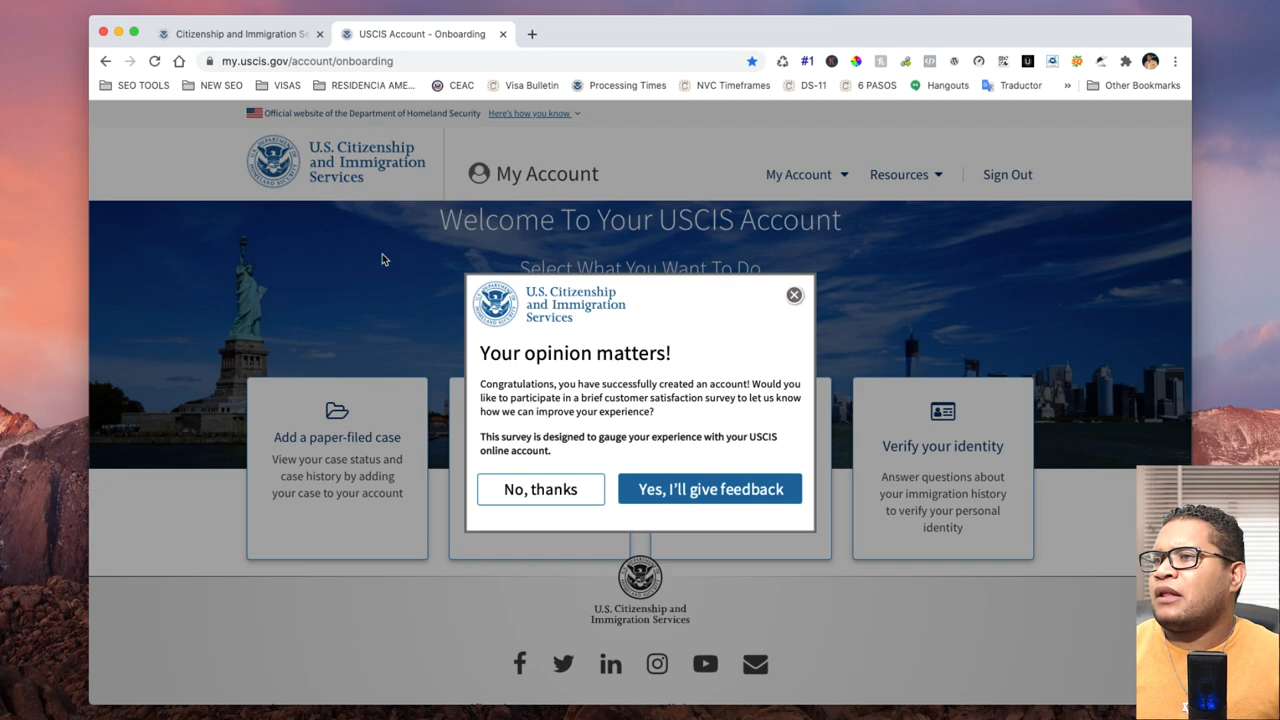 Citizenship and Immigration Se
USCIS Account - Onboarding
my.uscis.gov/account/onboarding
#1
SEO TOOLS
NEW SEO
VISAS
RESIDENCIA AME...
CEAC
Visa Bulletin
Processing Times
NVC Timeframes
DS-11
6 PASOS
Hangouts
Traductor
»
Other Bookmarks
Official website of the Department of Homeland Security
Here's how you know
U.S. Citizenship
and Immigration
Services
My Account
My Account
Resources
Sign Out
Welcome To Your USCIS Account
Select What You Want To Do
U.S. Citizenship
and Immigration
Services
Your opinion matters!
Congratulations, you have successfully created an account! Would you
like to participate in a brief customer satisfaction survey to let us know
how we can improve your experience?
This survey is designed to gauge your experience with your USCIS
online account.
No, thanks
Yes, I'll give feedback
Add a paper-filed case
View your case status and
case history by adding
your case to your account
Verify your identity
Answer questions about
your immigration history
to verify your personal
identity
U.S. Citizenship and
Immigration Services